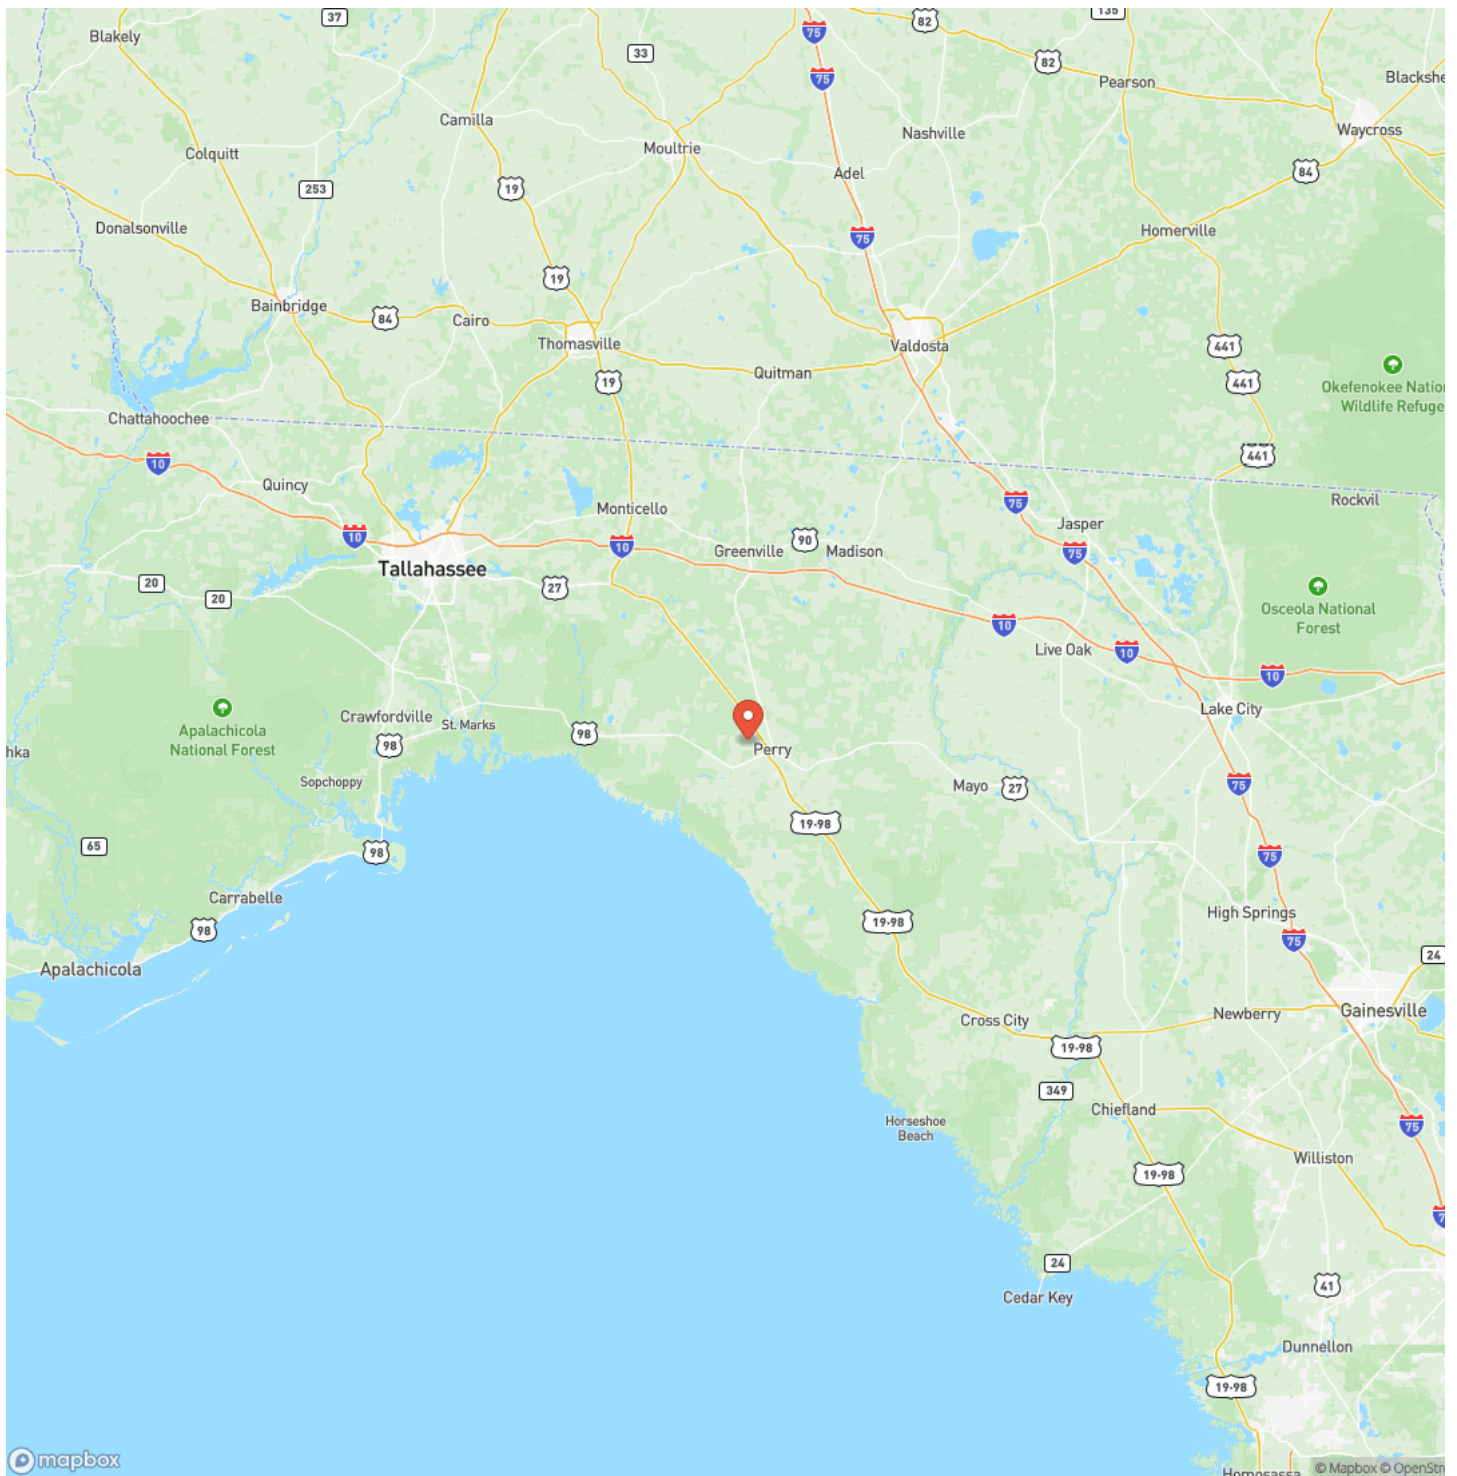 37
135
82
Blakely
75
33
82
75
Pearson
Blackshe
Camilla
Nashville
Waycross
Moultrie
Colquitt
Adel
84
253
19
Donalsonville
Homerville
75
19
Bainbridge
84
Cairo
Thomasville
Valdosta
441
Quitman
19
441
Okefenokee Nation
Wildlife Refuge
Chattahoochee
441
10
Quincy
75
Rockvil
Monticello
Jasper
10
10
Greenville
90
Madison
75
Tallahassee
20
27
20
Osceola National
Forest
10
Live Oak
10
10
Lake City
Crawfordville
St. Marks
Apalachicola
National Forest
98
98
hka
Perry
Sopchoppy
Mayo
27
75
19-98
65
98
75
Carrabelle
High Springs
98
19-98
75
24
Apalachicola
Cross City
Newberry
Gainesville
19-98
349
Chiefland
Horseshoe
Beach
75
Williston
19-98
7
24
41
Cedar Key
Dunnellon
19-98
mapbox
Homosassa
© Mapbox © OpenStre